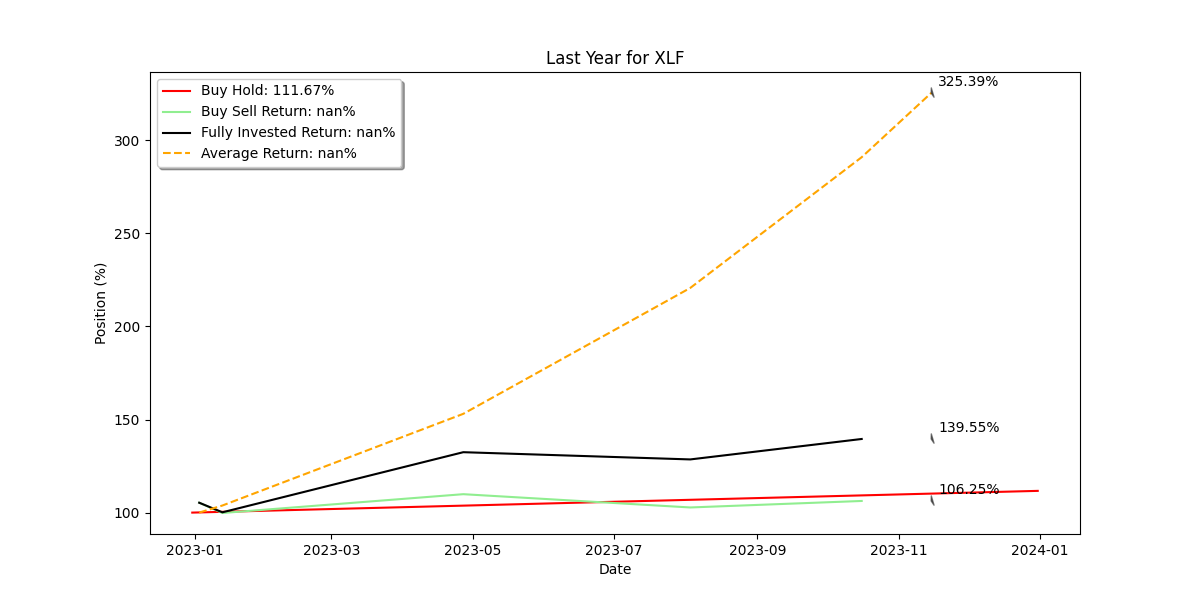 Last Year for XLF
Buy Hold: 111.67%
Buy Sell Return: nan%
Fully Invested Return: nan%
Average Return: nan%
325.39%
139.55%
106.25%
Position (%)
300
250
200
150
100
2023-01 2023-03 2023-05 2023-07 2023-09 2023-11 2024-01
Date